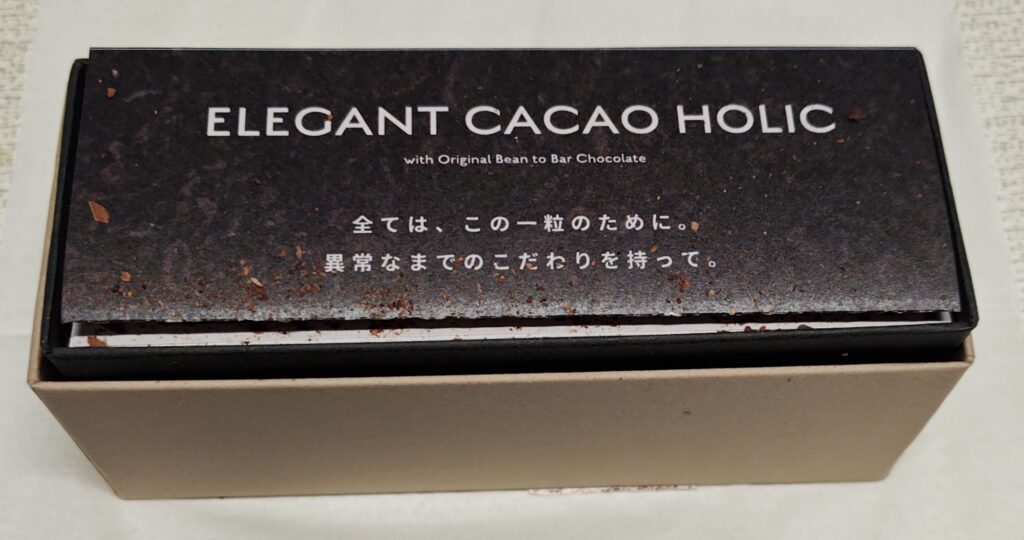 ELEGANT CACAO HOLIC
with Original Bean to Bar Chocolate
全ては、この一粒のために。
異常なまでのこだわりを持って。